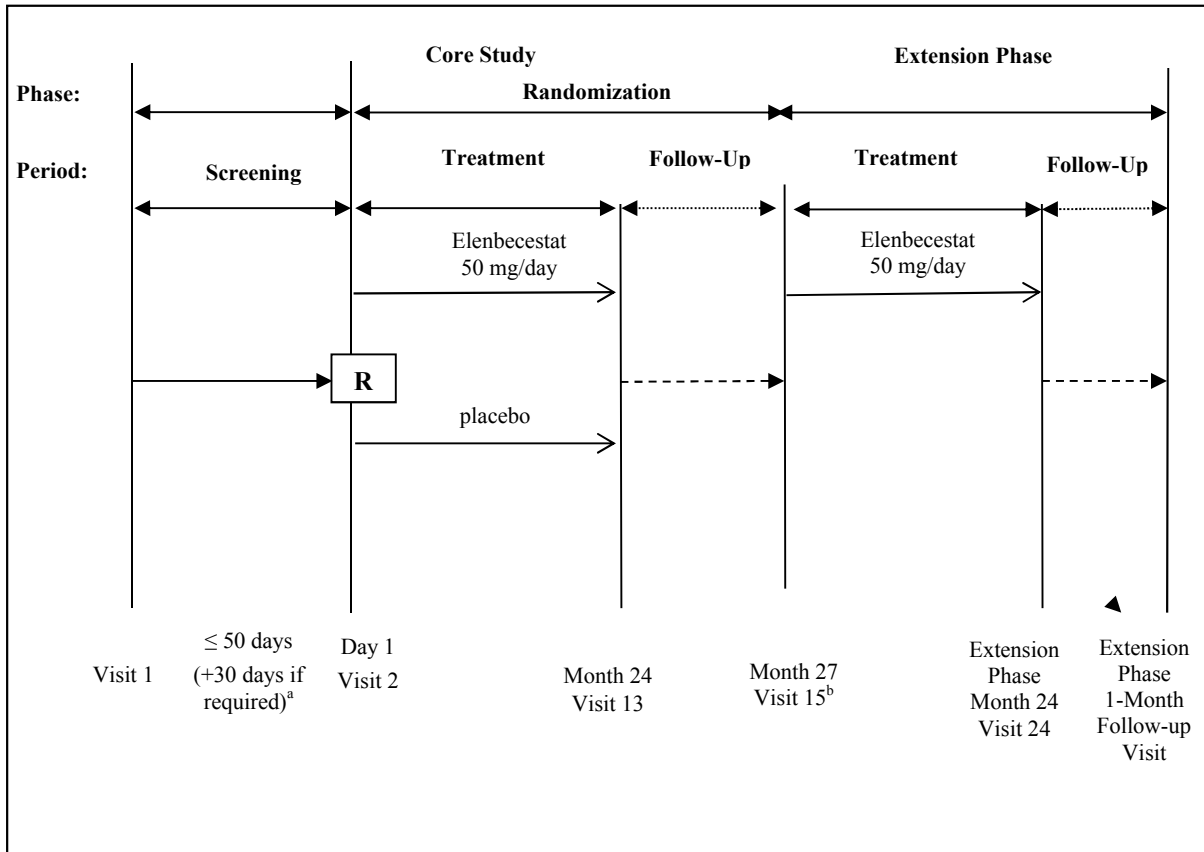 Core Study
Extension Phase
Phase:
Randomization
Period:
Screening
Treatment
Follow-Up
Treatment
Follow-Up
Elenbecestat
50 mg/day
Elenbecestat
50 mg/day
R
placebo
Visit 1
≤ 50 days
(+30 days if
required)ᵃ
Day 1
Visit 2
Month 24
Visit 13
Month 27
Visit 15ᵇ
Extension
Phase
Month 24
Visit 24
Extension
Phase
1-Month
Follow-up
Visit